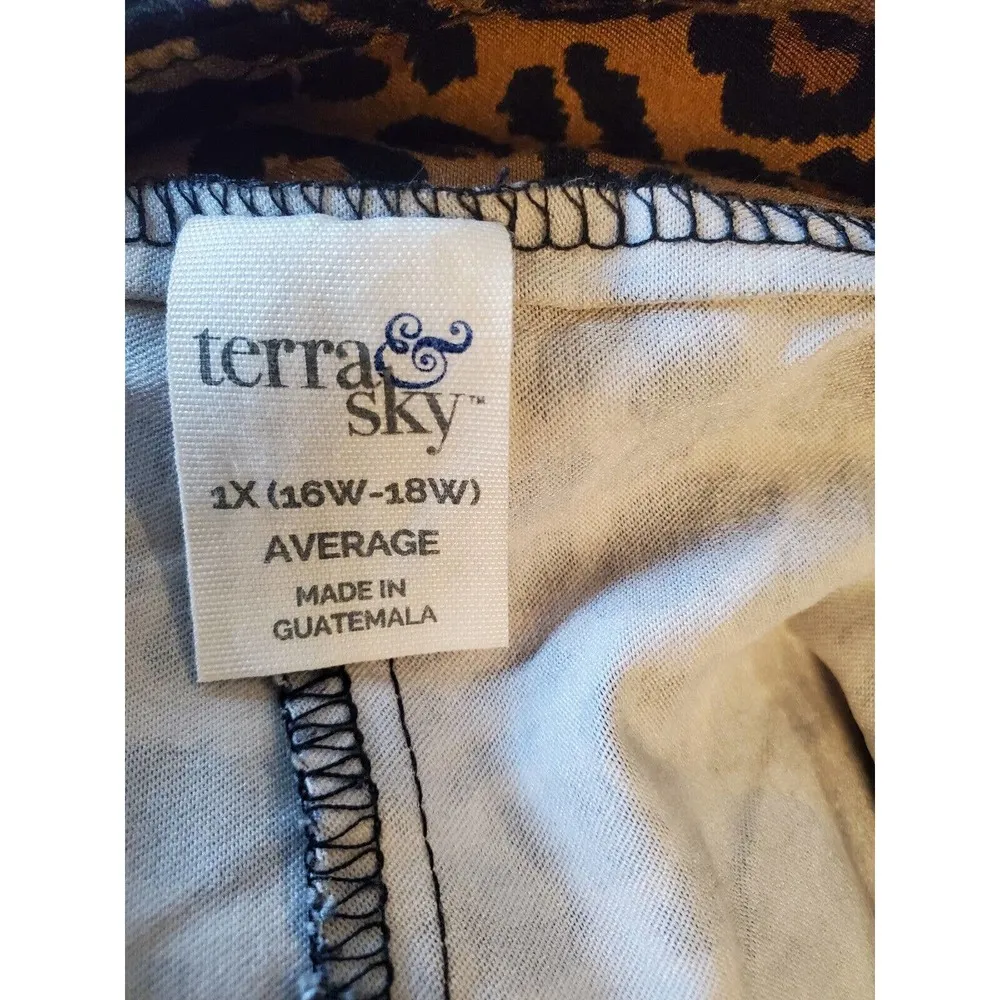 terra &
sky™
1X (16W-18W)
AVERAGE
MADE IN
GUATEMALA